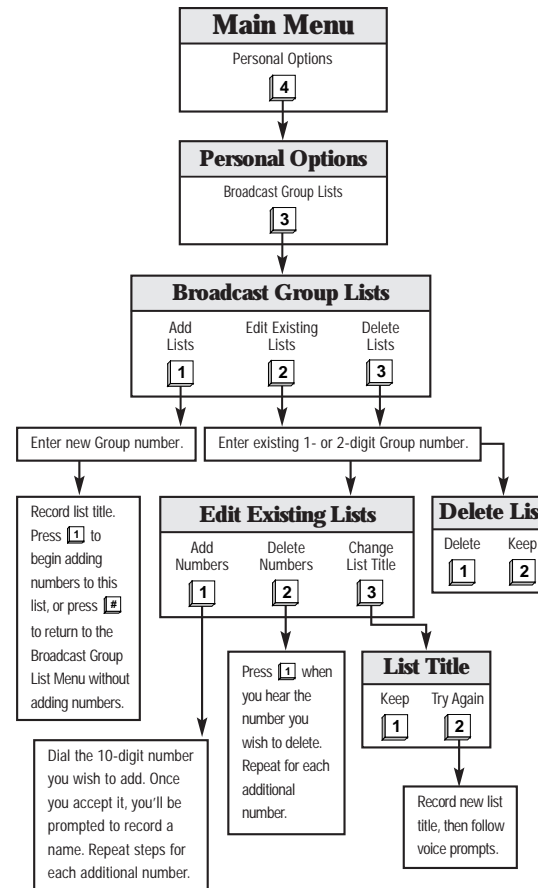 Main Menu
Personal Options
4
Personal Options
Broadcast Group Lists
3
Broadcast Group Lists
Add
Lists
1
Edit Existing
Lists
2
Delete
Lists
3
Enter new Group number.
Enter existing 1- or 2-digit Group number.
Record list title.
Press 1 to
begin adding
numbers to this
list, or press #
to return to the
Broadcast Group
List Menu without
adding numbers.
Edit Existing Lists
Add
Numbers
1
Delete
Numbers
2
Change
List Title
3
Delete Lis
Delete
1
Keep
2
Dial the 10-digit number
you wish to add. Once
you accept it, you’ll be
prompted to record a
name. Repeat steps for
each additional number.
Press 1 when
you hear the
number you
wish to delete.
Repeat for each
additional
number.
List Title
Keep
1
Try Again
2
Record new list
title, then follow
voice prompts.